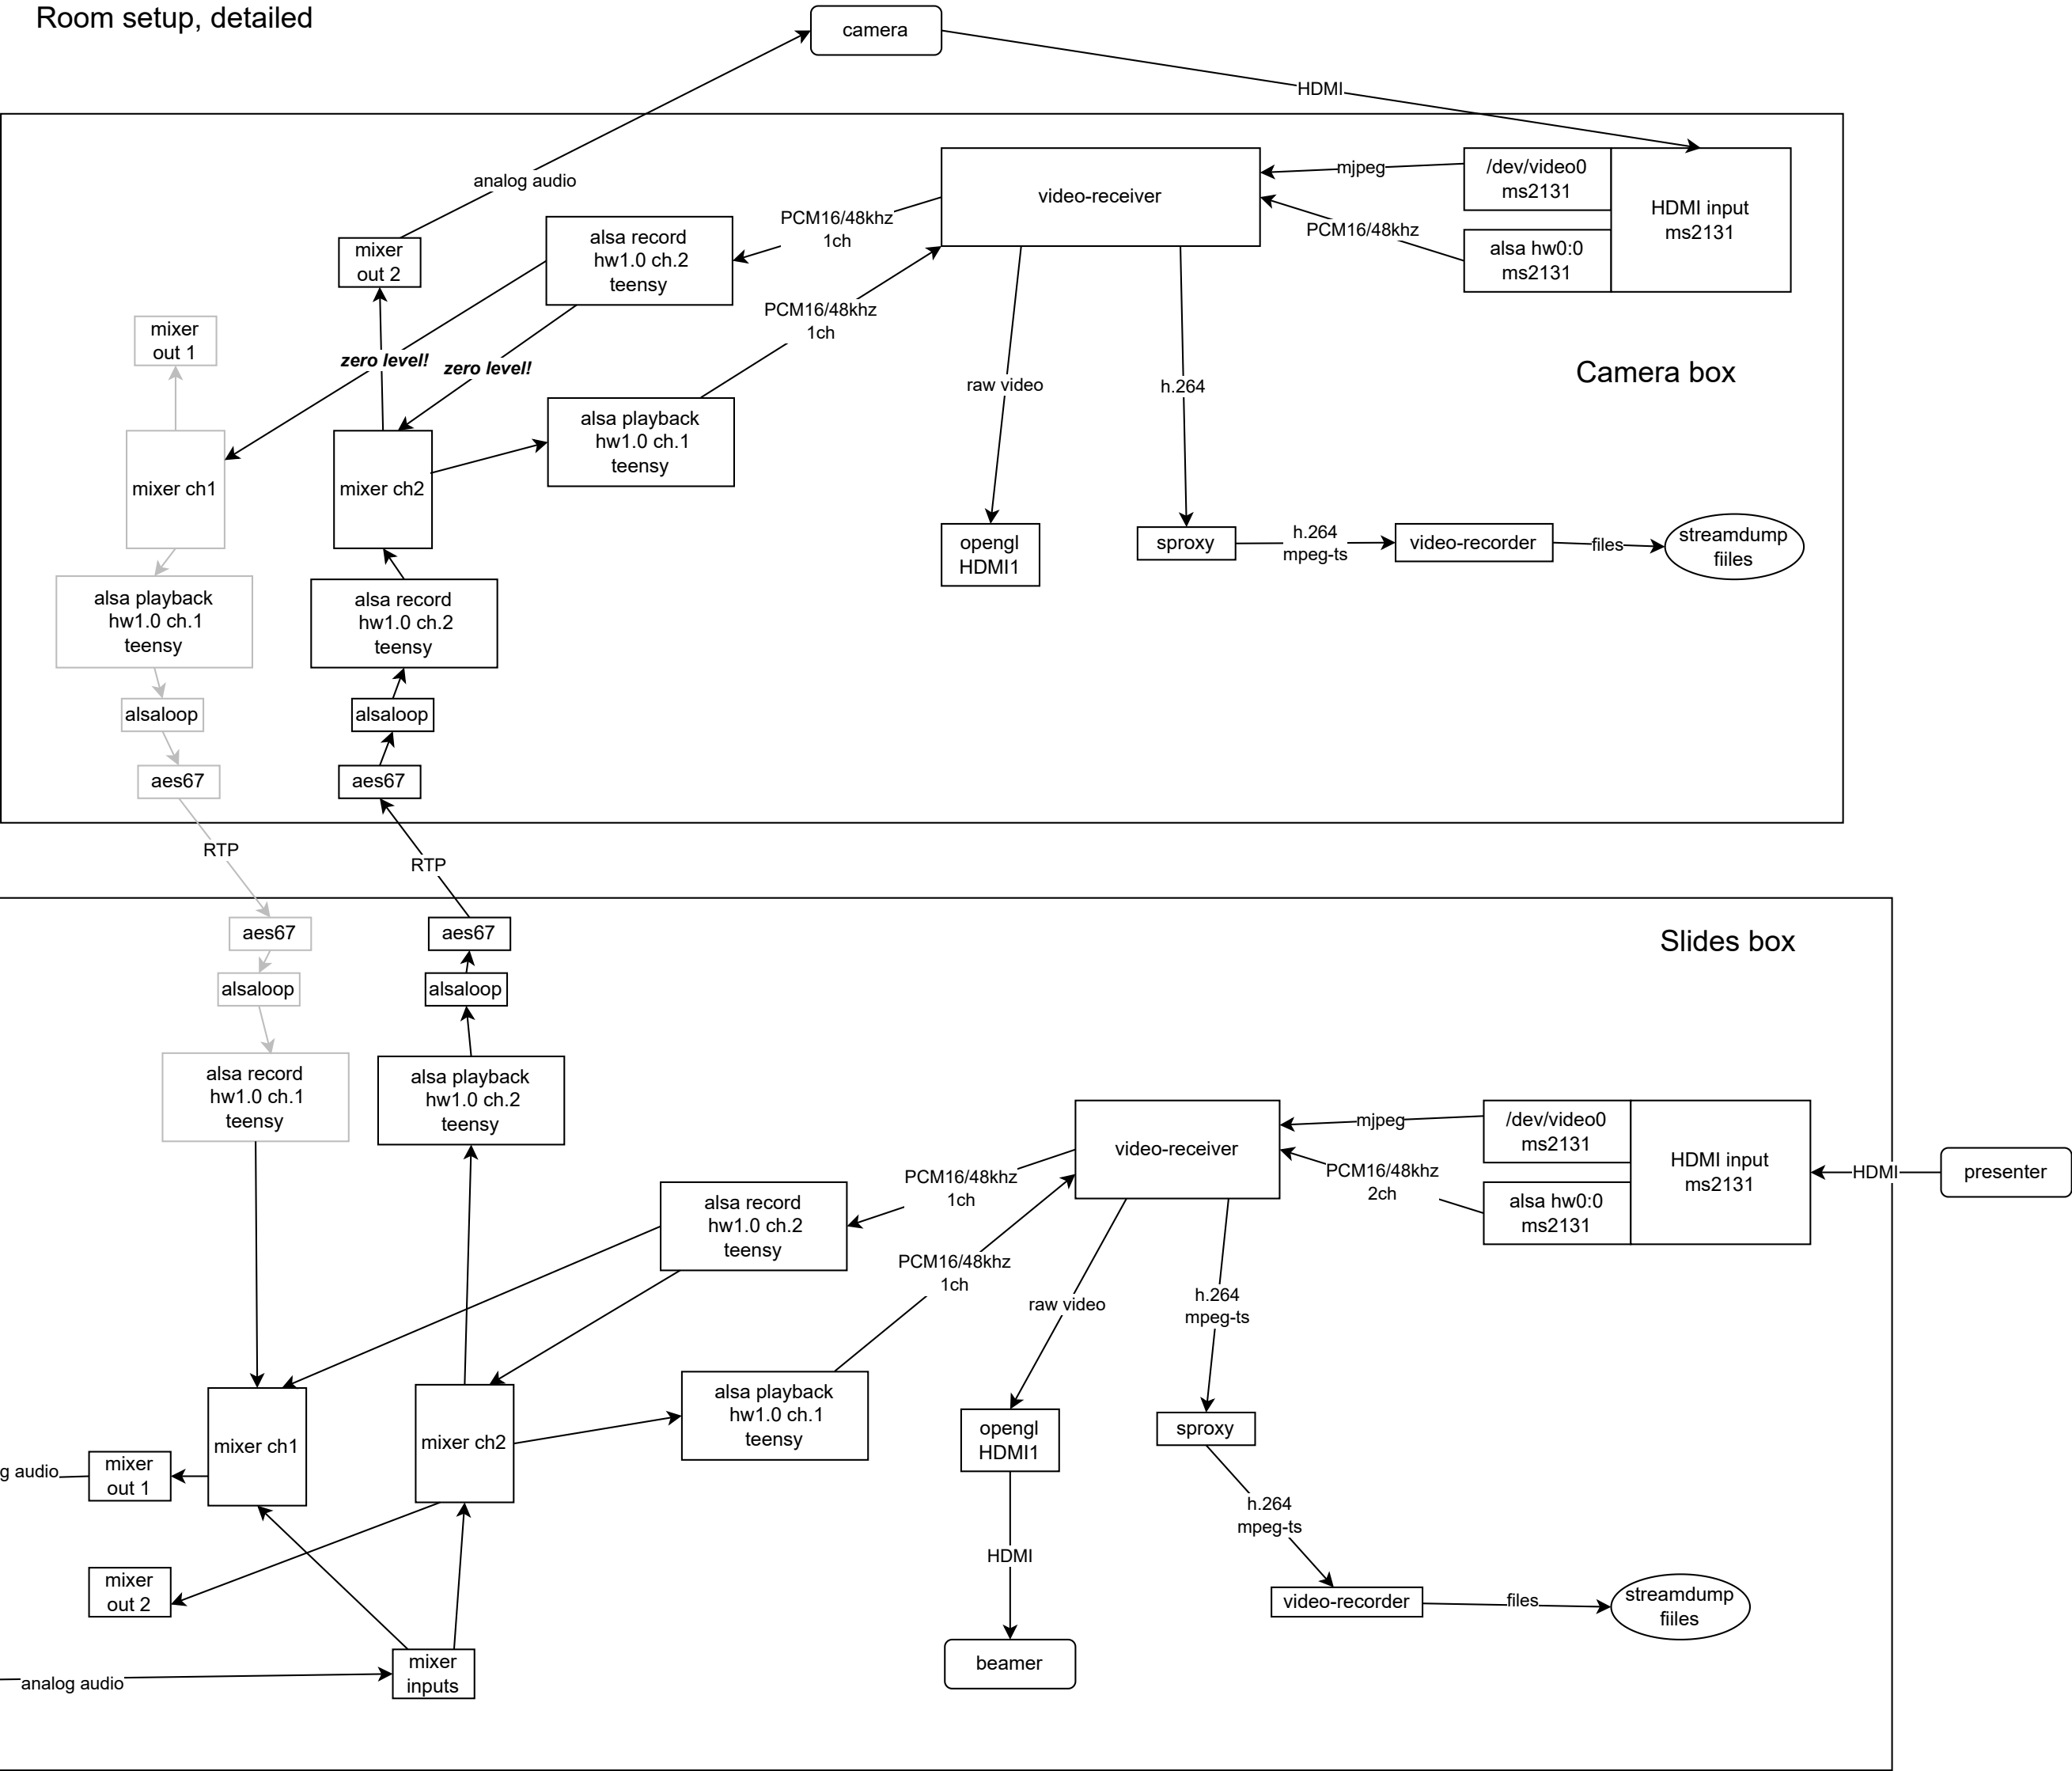 Room setup, detailed
camera
HDMI
analog audio
mixer
out 2
alsa record
hw1.0 ch.2
teensy
PCM16/48khz
1ch
video-receiver
mjpeg
PCM16/48khz
/dev/video0
ms2131
alsa hw0:0
ms2131
HDMI input
ms2131
mixer
out 1
zero level!
zero level!
PCM16/48khz
1ch
raw video
h.264
Camera box
mixer ch1
mixer ch2
alsa playback
hw1.0 ch.1
teensy
opengl
HDMI1
sproxy
h.264
mpeg-ts
video-recorder
files
streamdump
fiiles
alsa playback
hw1.0 ch.1
teensy
alsa record
hw1.0 ch.2
teensy
alsaloop
alsaloop
aes67
aes67
RTP
RTP
aes67
aes67
Slides box
alsaloop
alsaloop
alsa record
hw1.0 ch.1
teensy
alsa playback
hw1.0 ch.2
teensy
alsa record
hw1.0 ch.2
teensy
PCM16/48khz
1ch
video-receiver
mjpeg
PCM16/48khz
2ch
/dev/video0
ms2131
alsa hw0:0
ms2131
HDMI input
ms2131
HDMI
presenter
PCM16/48khz
1ch
raw video
h.264
mpeg-ts
mixer ch1
mixer ch2
alsa playback
hw1.0 ch.1
teensy
opengl
HDMI1
sproxy
g audio
mixer
out 1
h.264
mpeg-ts
HDMI
mixer
out 2
video-recorder
files
streamdump
fiiles
analog audio
mixer
inputs
beamer